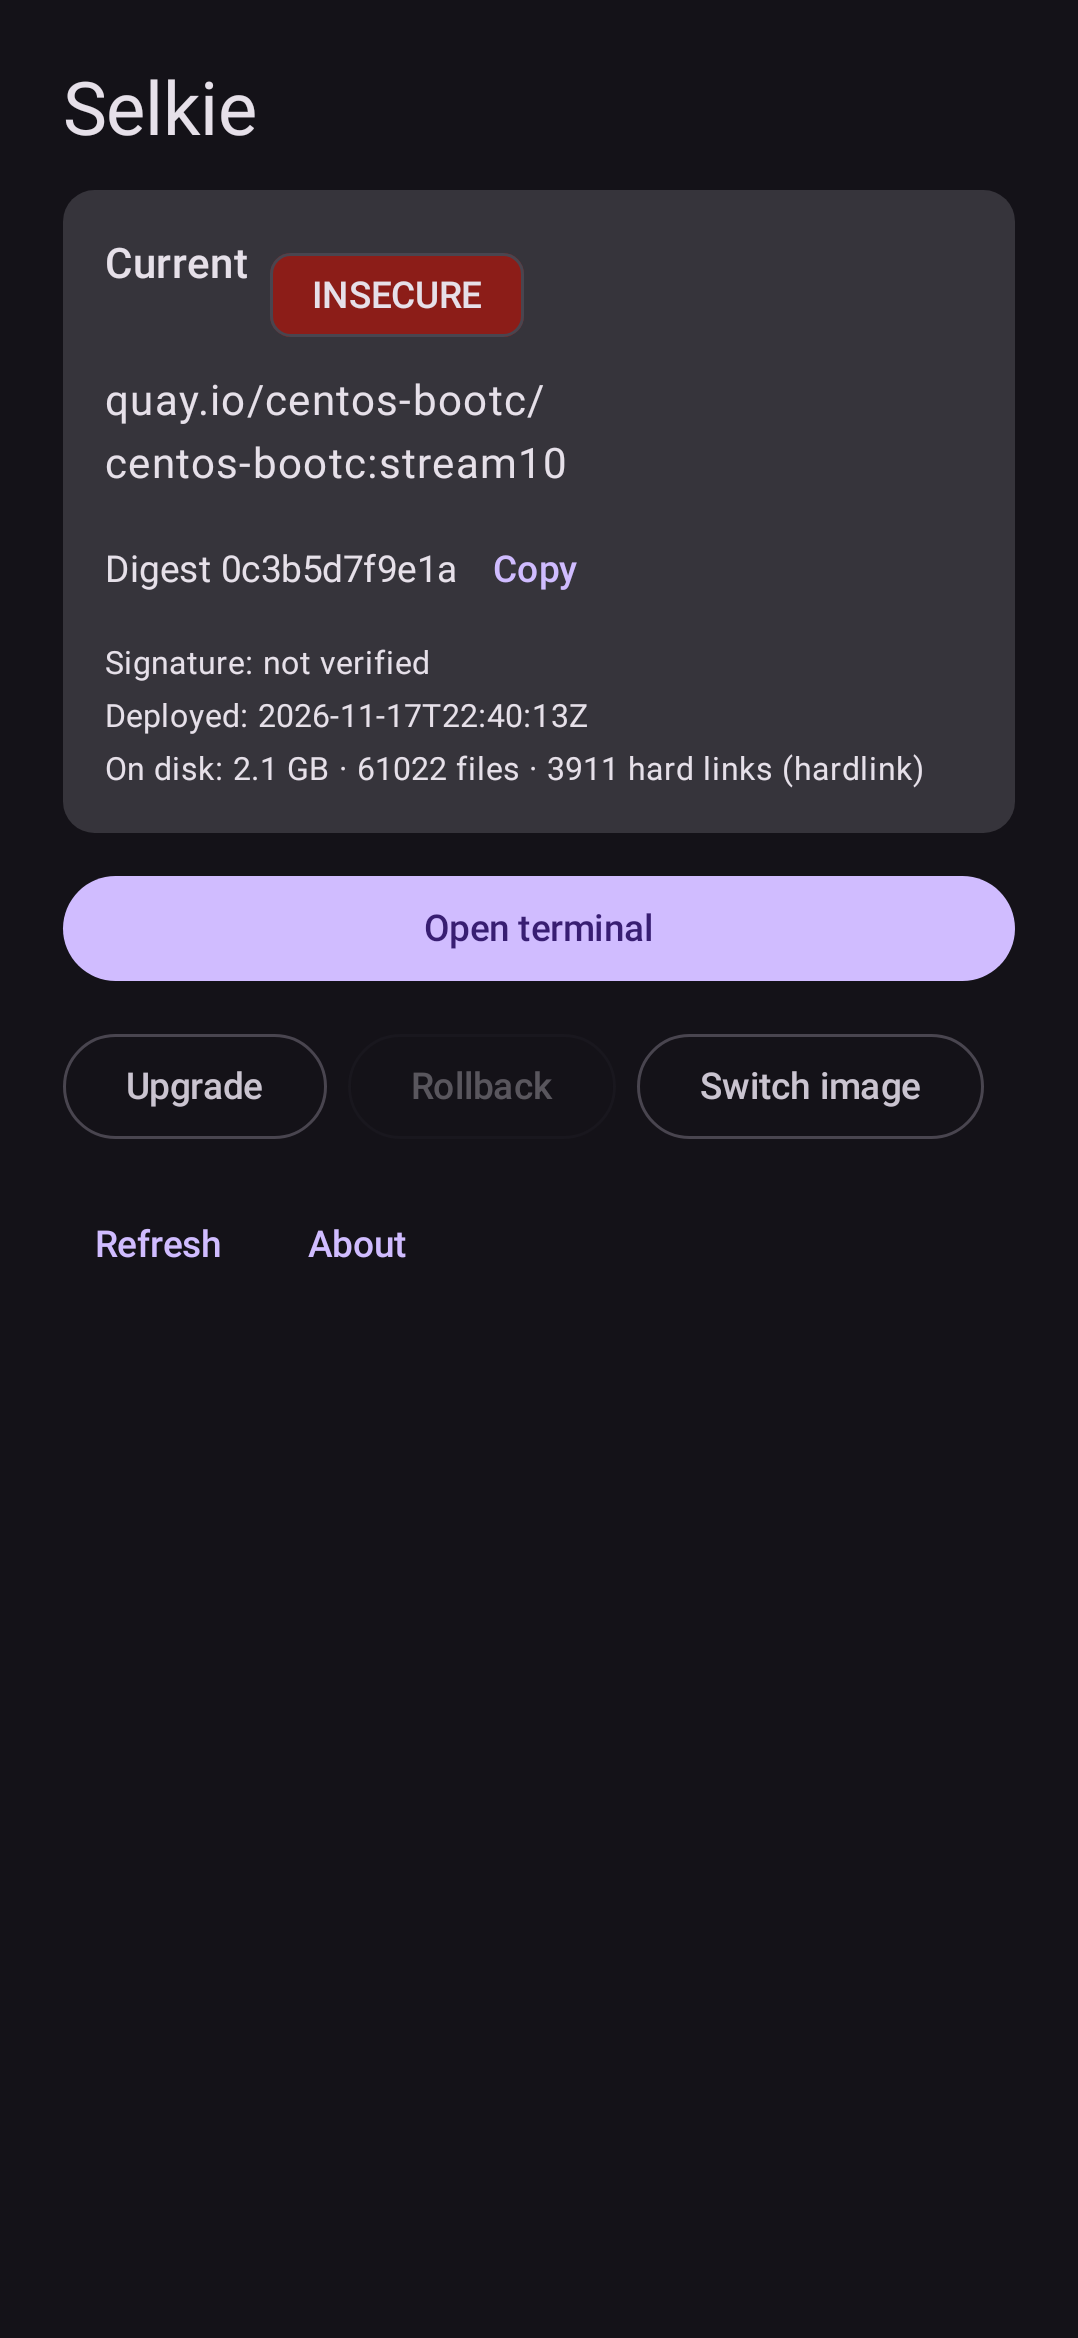 Selkie
Current
INSECURE
quay.io/centos-bootc/
centos-bootc:stream10
Digest 0c3b5d7f9e1a Copy
Signature: not verified
Deployed: 2026-11-17T22:40:13Z
On disk: 2.1 GB · 61022 files · 3911 hard links (hardlink)
Open terminal
Upgrade Rollback Switch image
Refresh About